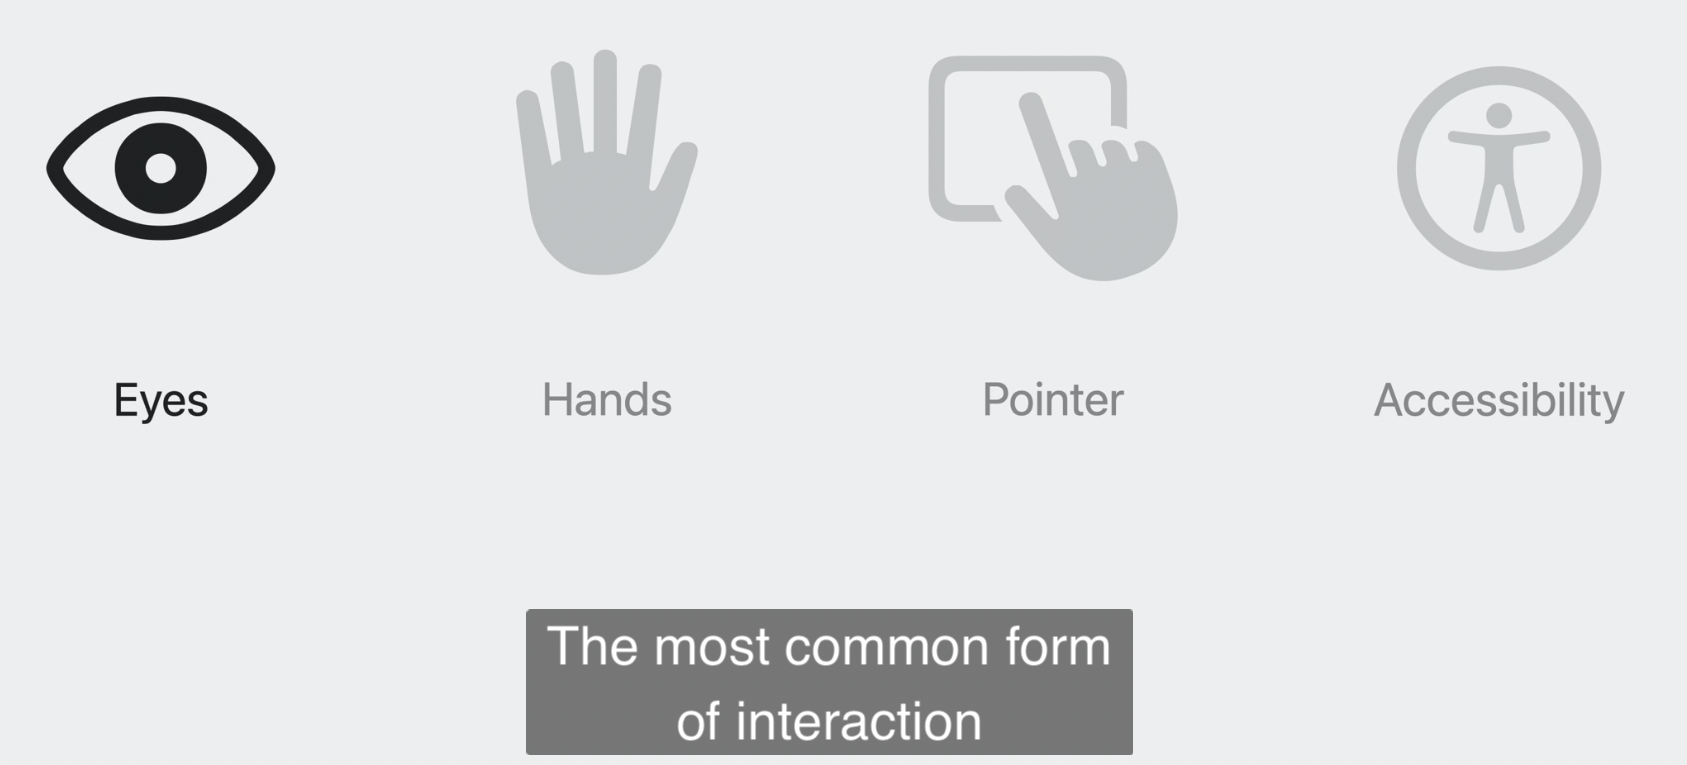 Eyes
Hands
Pointer
Accessibility
The most common form
of interaction